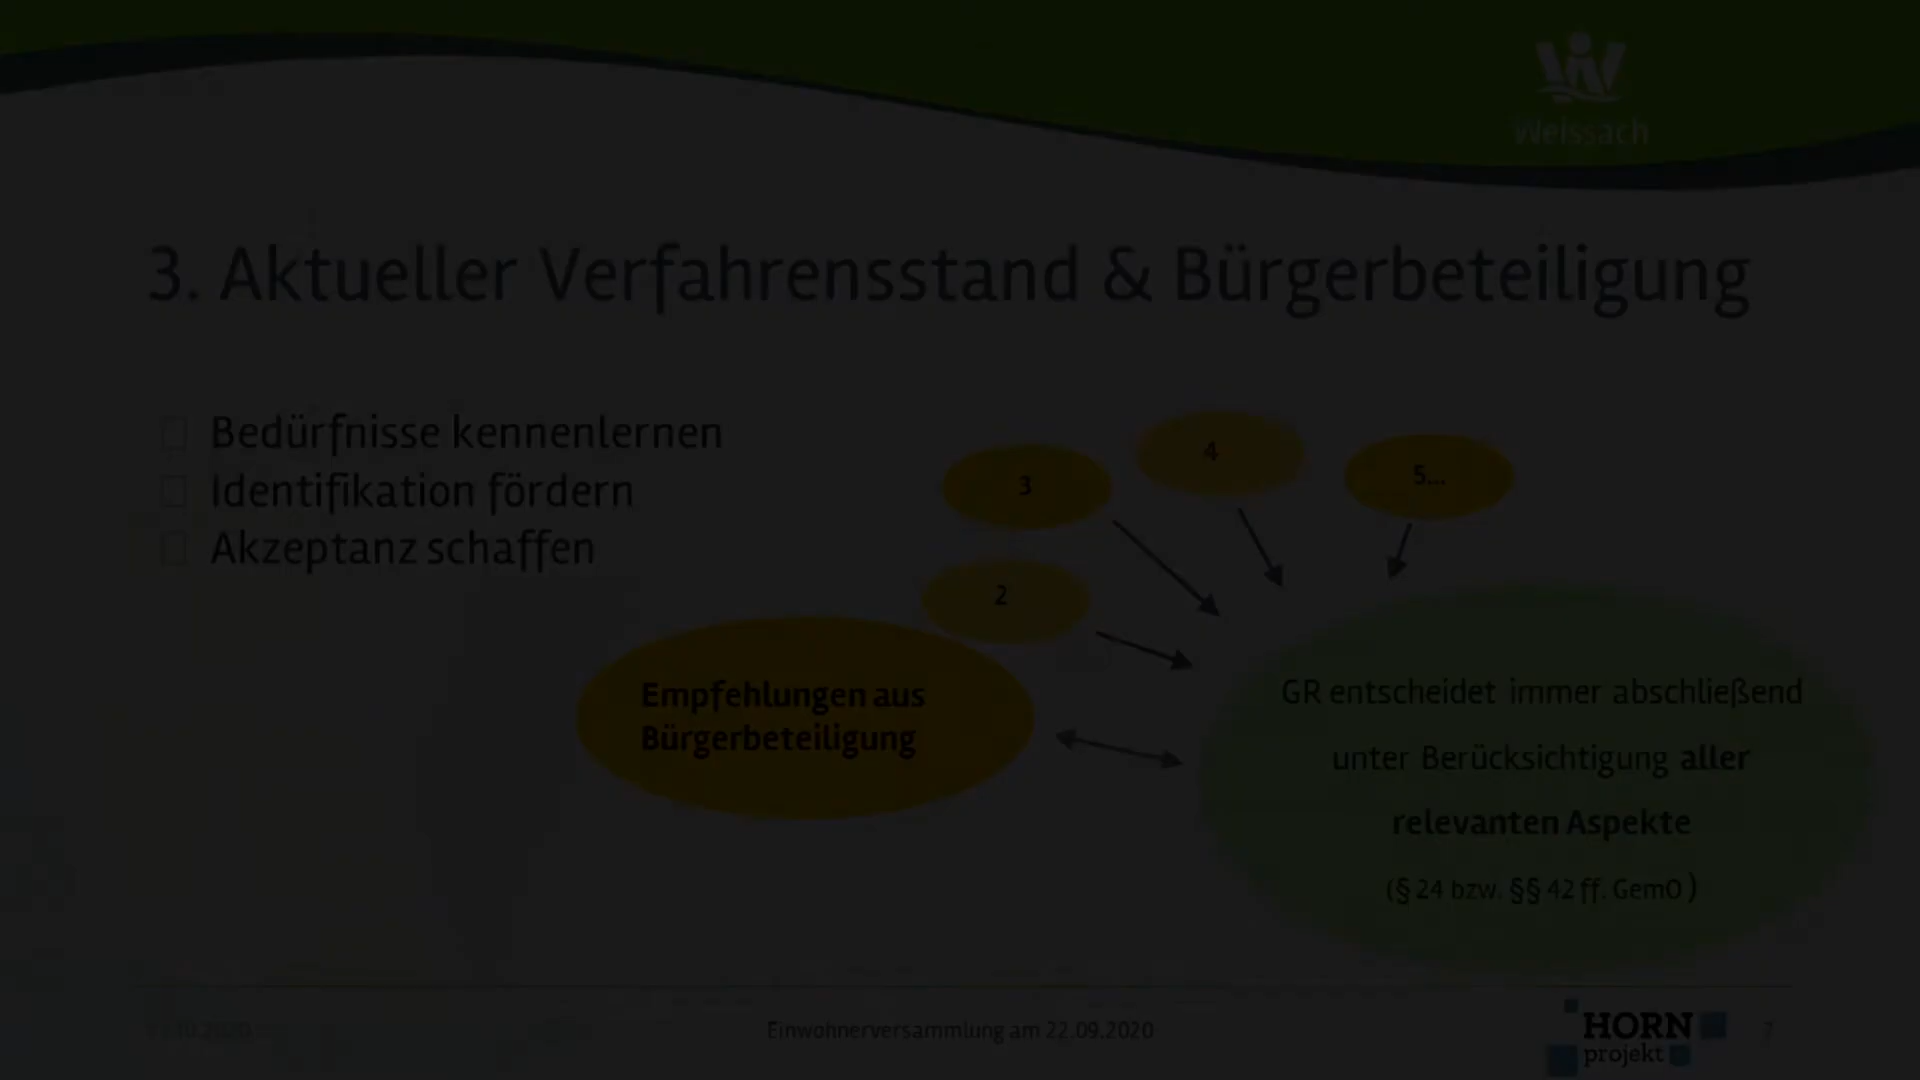 Weissach
3. Aktueller Verfahrensstand & Bürgerbeteiligung
Bedürfnisse kennenlernen
Identifikation fördern
Akzeptanz schaffen
3
4
5...
2
Empfehlungen aus
Bürgerbeteiligung
GR entscheidet immer abschließend
unter Berücksichtigung aller
relevanten Aspekte
(§ 24 bzw. §§ 42 ff. GemO )
Einwohnerversammlung am 22.09.2020
HORN
projekt
7